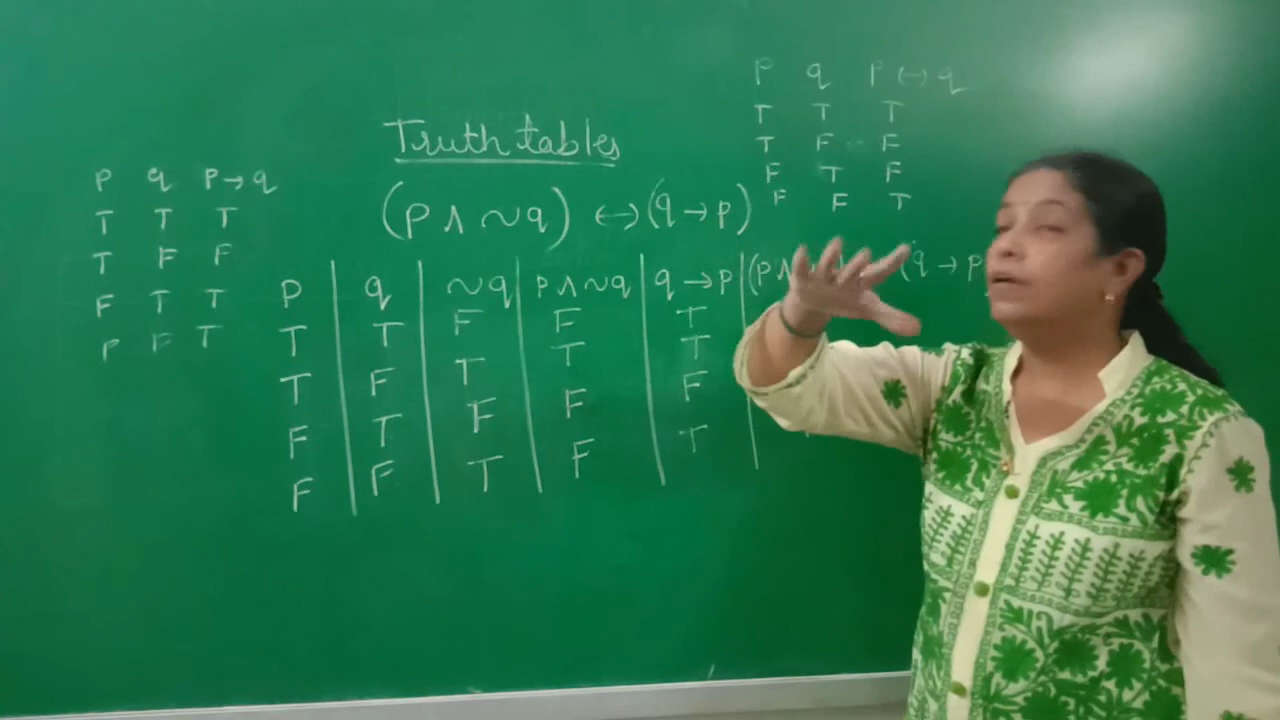 Truth tables
(p ∧ ~q) ↔ (q → p)
P q P→q
T T T
T F F
F T T
F F T
P q P ↔ q
T T T
T F F
F T F
F F T
P | q | ~q | P ∧ ~q | q → p | (P ∧ (q → p
T | T | F | F | T |
T | F | T | T | T |
F | T | F | F | F |
F | F | T | F | T |